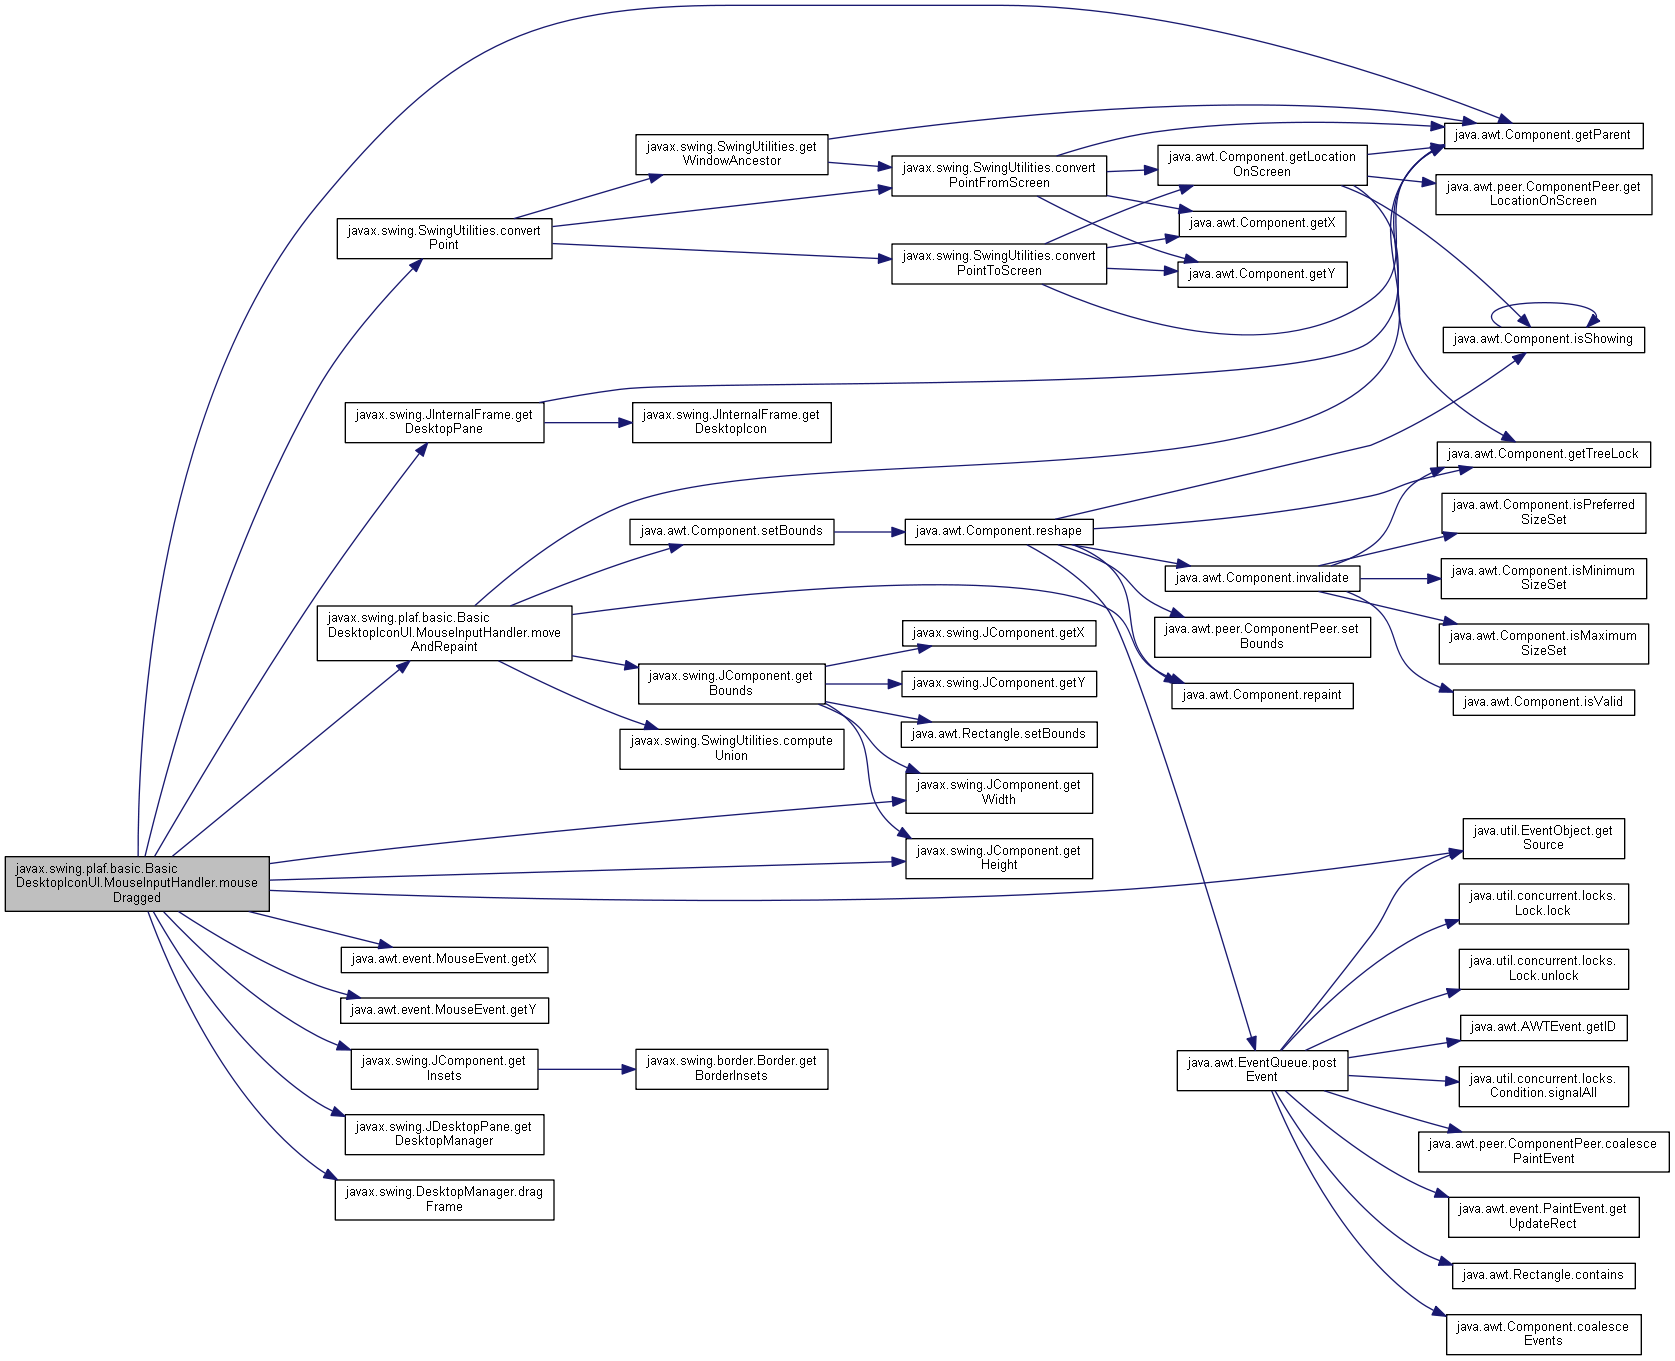 javax.swing.plaf.basic.Basic
DesktopIconUI.MouseInputHandler.mouse
Dragged
javax.swing.SwingUtilities.convert
Point
javax.swing.JInternalFrame.get
DesktopPane
javax.swing.plaf.basic.Basic
DesktopIconUI.MouseInputHandler.move
AndRepaint
java.awt.event.MouseEvent.getX
java.awt.event.MouseEvent.getY
javax.swing.JComponent.get
Insets
javax.swing.JDesktopPane.get
DesktopManager
javax.swing.DesktopManager.drag
Frame
javax.swing.SwingUtilities.get
WindowAncestor
javax.swing.JInternalFrame.get
DesktopIcon
java.awt.Component.setBounds
javax.swing.JComponent.get
Bounds
javax.swing.SwingUtilities.compute
Union
javax.swing.border.Border.get
BorderInsets
javax.swing.SwingUtilities.convert
PointFromScreen
javax.swing.SwingUtilities.convert
PointToScreen
java.awt.Component.reshape
javax.swing.JComponent.getX
javax.swing.JComponent.getY
java.awt.Rectangle.setBounds
javax.swing.JComponent.get
Width
javax.swing.JComponent.get
Height
java.awt.Component.getLocation
OnScreen
java.awt.Component.getX
java.awt.Component.getY
java.awt.Component.invalidate
java.awt.peer.ComponentPeer.set
Bounds
java.awt.Component.repaint
java.awt.EventQueue.post
Event
java.awt.Component.getParent
java.awt.peer.ComponentPeer.get
LocationOnScreen
java.awt.Component.isShowing
java.awt.Component.getTreeLock
java.awt.Component.isPreferred
SizeSet
java.awt.Component.isMinimum
SizeSet
java.awt.Component.isMaximum
SizeSet
java.awt.Component.isValid
java.util.EventObject.get
Source
java.util.concurrent.locks.
Lock.lock
java.util.concurrent.locks.
Lock.unlock
java.awt.AWTEvent.getID
java.util.concurrent.locks.
Condition.signalAll
java.awt.peer.ComponentPeer.coalesce
PaintEvent
java.awt.event.PaintEvent.get
UpdateRect
java.awt.Rectangle.contains
java.awt.Component.coalesce
Events